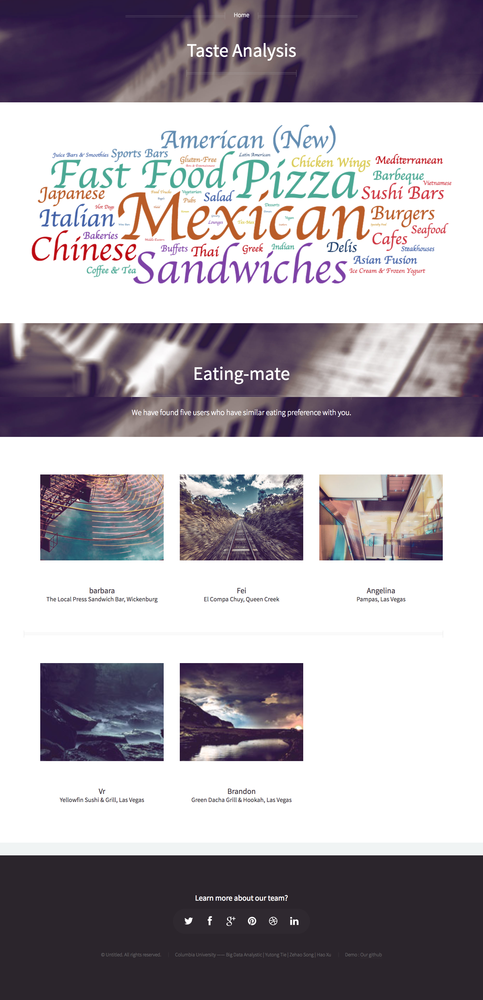 Home
Taste Analysis
American (New)
Juice Bars & Smoothies
Sports Bars
Gluten-Free
Latin American
Arts & Entertainment
Chicken Wings
Mediterranean
Fast Food
Pizza
Barbeque
Vietnamese
Japanese
Food Trucks
Vegetarian
Salad
Sushi Bars
Bagels
Pubs
Hot Dogs
Halal
Mexican
Desserts
Italian
Korean
Donuts
Burgers
Grocery
Vegan
Wine Bars
Lounges
Tex-Mex
Southern
Specialty Food
Seafood
Bakeries
Middle Eastern
Cafes
Chinese
Buffets
Thai
Greek
Indian
Delis
Steakhouses
Asian Fusion
Coffee & Tea
Sandwiches
Ice Cream & Frozen Yogurt
Eating-mate
We have found five users who have similar eating preference with you.
barbara
The Local Press Sandwich Bar, Wickenburg
Fei
El Compa Chuy, Queen Creek
Angelina
Pampas, Las Vegas
Vr
Yellowfin Sushi & Grill, Las Vegas
Brandon
Green Dacha Grill & Hookah, Las Vegas
Learn more about our team?
© Untitled. All rights reserved.
Columbia University —— Big Data Analystic | Yutong Tie | Zehao Song | Hao Xu
Demo : Our github